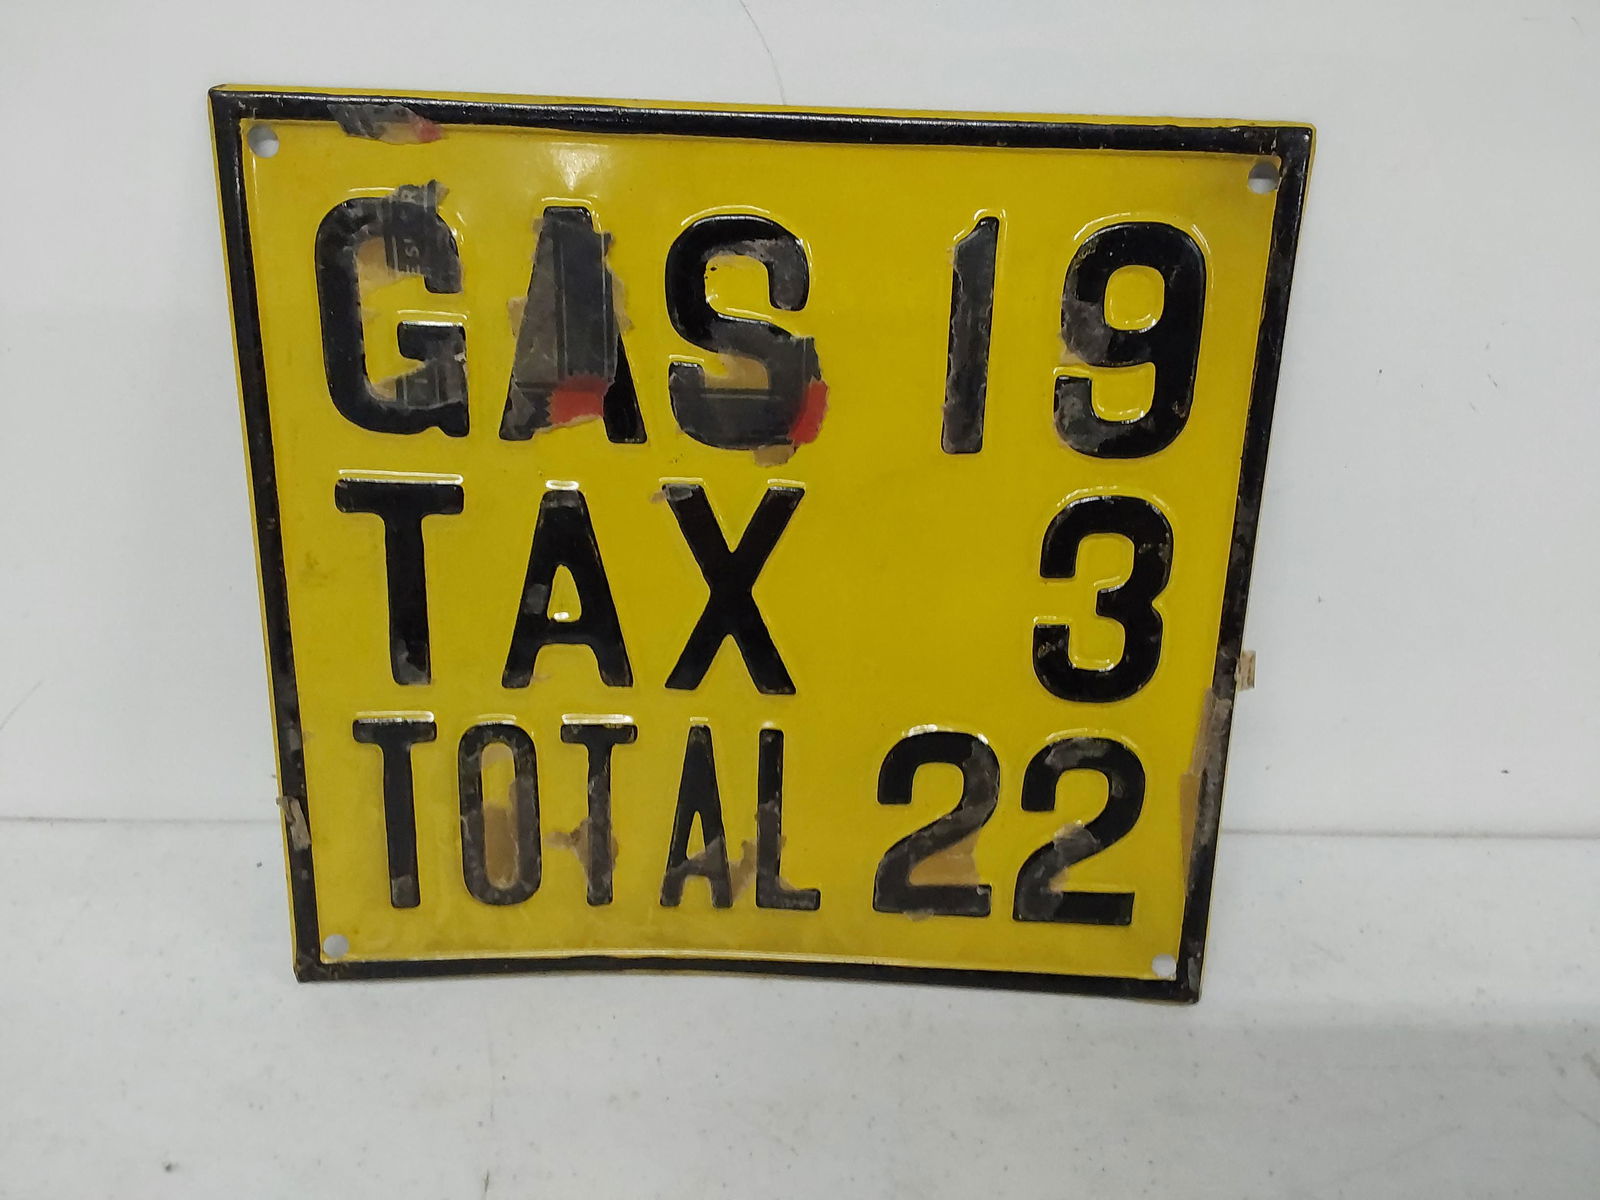 GAS 19
TAX 3
TOTAL 22